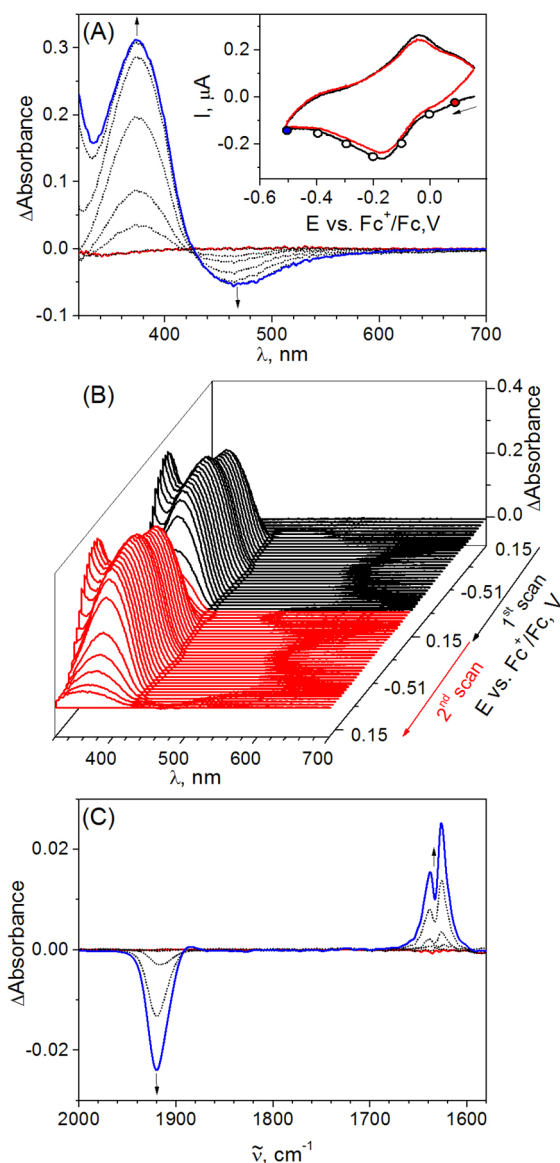 (A)
ΔAbsorbance
0.3
0.2
0.1
0.0
-0.1
400
500
600
700
λ, nm
I, μA
0.2
0.0
-0.2
-0.6
-0.4
-0.2
0.0
E vs. Fc⁺/Fc,V
(B)
0.4
0.2
0.0
ΔAbsorbance
0.15
-0.51
0.15
-0.51
0.15
1ˢᵗ scan
2ⁿᵈ scan
E vs. Fc⁺/Fc, V
400
500
600
700
λ, nm
(C)
ΔAbsorbance
0.02
0.00
-0.02
2000
1900
1800
1700
1600
ν̃, cm⁻¹